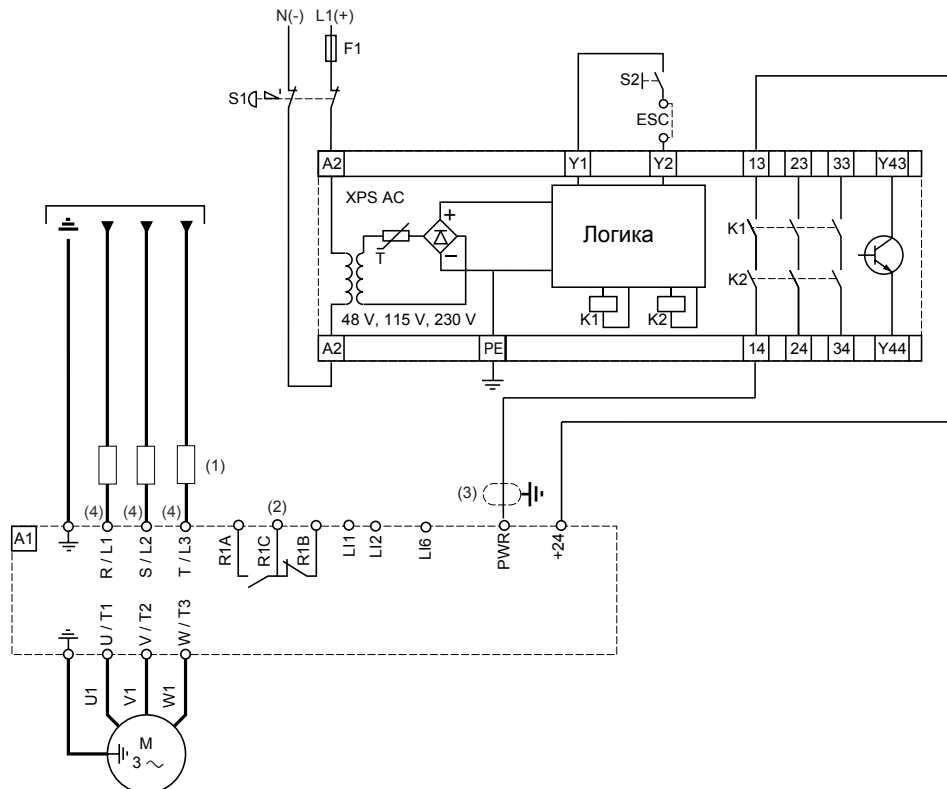 N(-) L1(+)
F1
S1
S2
ESC
A2 Y1 Y2 13 23 33 Y43
XPS AC
+
Логика
K1
T
−
K2
K1 K2
48 V, 115 V, 230 V
A2 PE 14 24 34 Y44
(1)
(3)
(4) (4) (4) (2)
A1
R / L1 S / L2 T / L3 R1A R1C R1B LI1 LI2 LI6 PWR +24
U / T1 V / T2 W / T3
U1 V1 W1
M
3 ~